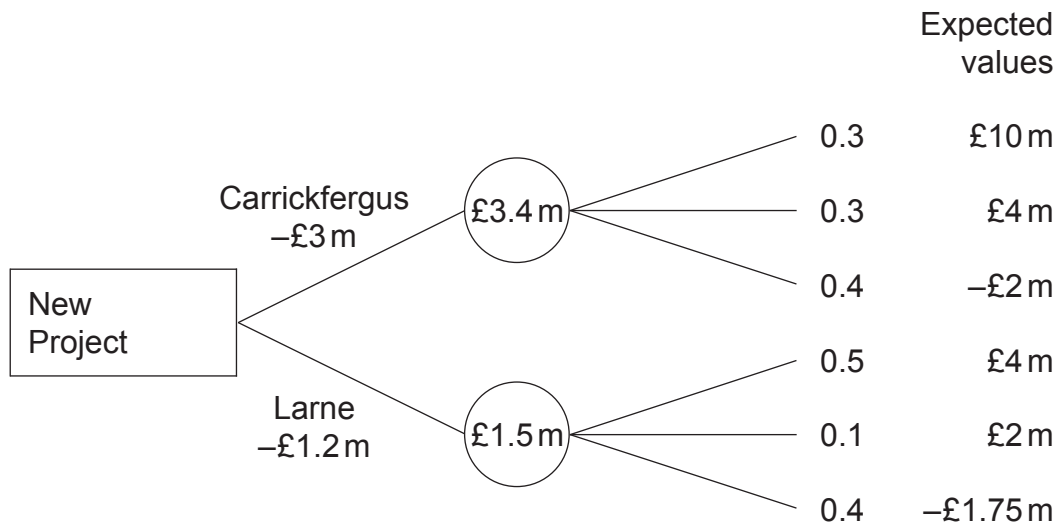 Expected
values
0.3 £10 m
Carrickfergus
–£3 m
£3.4 m
0.3 £4 m
0.4 –£2 m
New
Project
0.5 £4 m
Larne
–£1.2 m
£1.5 m
0.1 £2 m
0.4 –£1.75 m